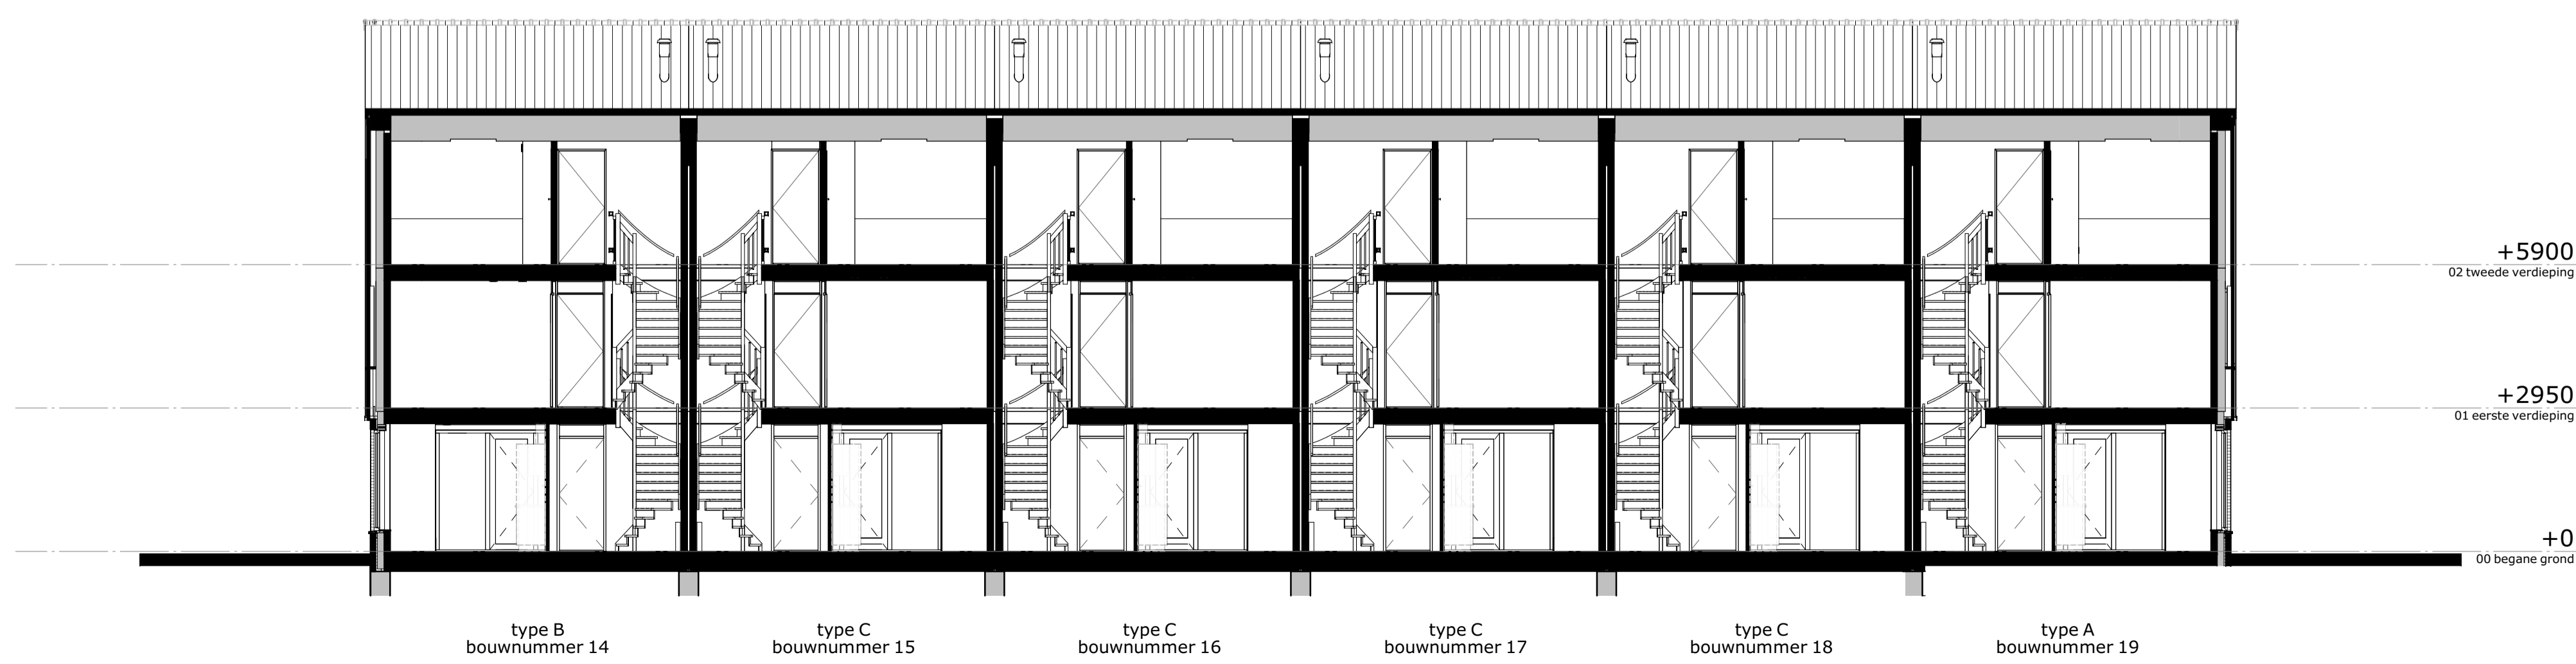 +5900
02 tweede verdieping
+2950
01 eerste verdieping
+0
00 begane grond
type B
bouwnummer 14
type C
bouwnummer 15
type C
bouwnummer 16
type C
bouwnummer 17
type C
bouwnummer 18
type A
bouwnummer 19